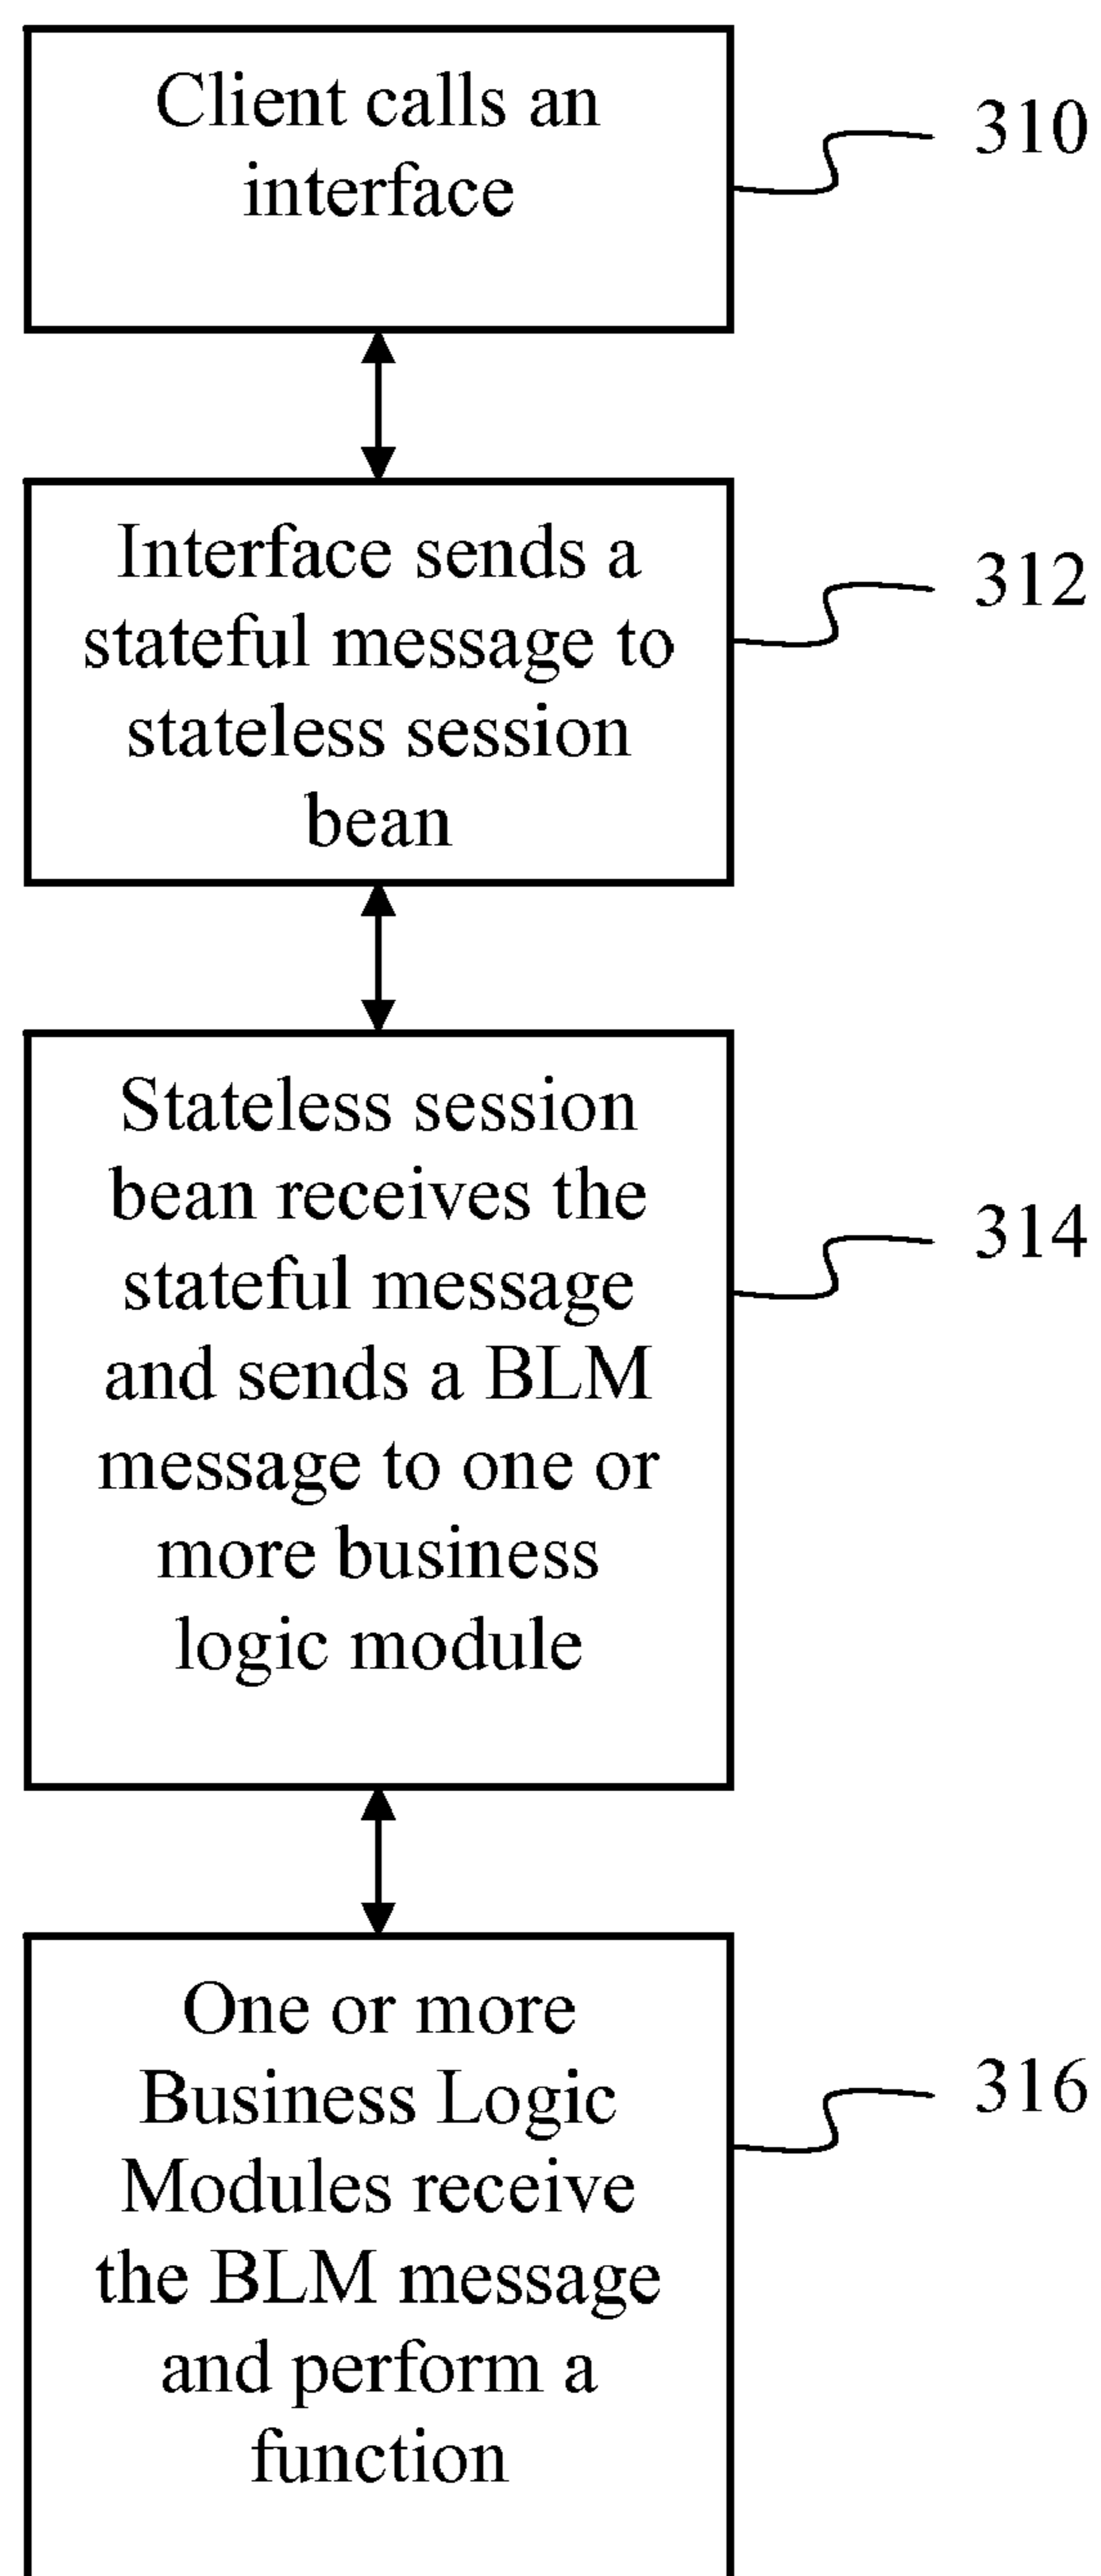 Client calls an
interface
310
Interface sends a
stateful message to
stateless session
bean
312
Stateless session
bean receives the
stateful message
and sends a BLM
message to one or
more business
logic module
314
One or more
Business Logic
Modules receive
the BLM message
and perform a
function
316